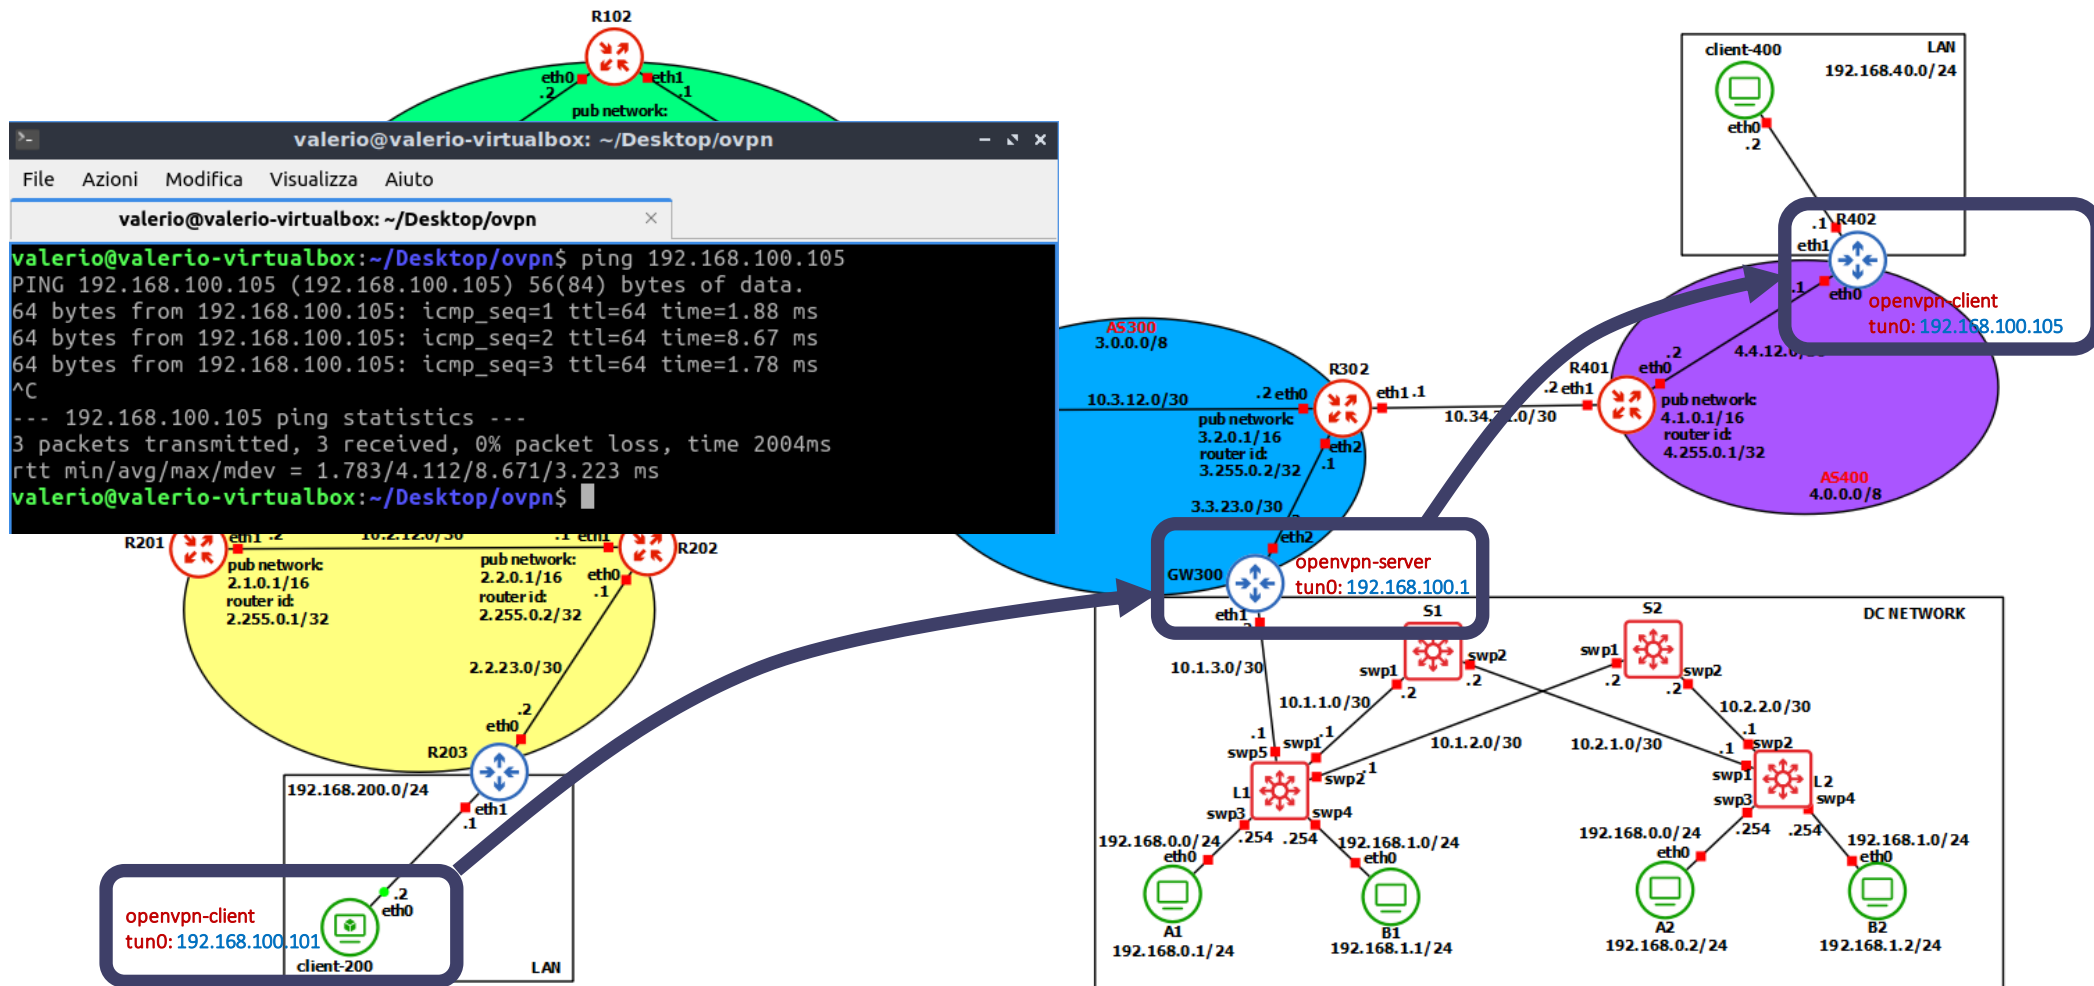 R102
eth0
.2
eth1
.1
pub network:
valerio@valerio-virtualbox: ~/Desktop/ovpn
File Azioni Modifica Visualizza Aiuto
valerio@valerio-virtualbox: ~/Desktop/ovpn
valerio@valerio-virtualbox:~/Desktop/ovpn$ ping 192.168.100.105
PING 192.168.100.105 (192.168.100.105) 56(84) bytes of data.
64 bytes from 192.168.100.105: icmp_seq=1 ttl=64 time=1.88 ms
64 bytes from 192.168.100.105: icmp_seq=2 ttl=64 time=8.67 ms
64 bytes from 192.168.100.105: icmp_seq=3 ttl=64 time=1.78 ms
^C
--- 192.168.100.105 ping statistics ---
3 packets transmitted, 3 received, 0% packet loss, time 2004ms
rtt min/avg/max/mdev = 1.783/4.112/8.671/3.223 ms
valerio@valerio-virtualbox:~/Desktop/ovpn$
client-400
LAN
192.168.40.0/24
eth0
.2
.1
R402
eth1
.1
eth0
openvpn-client
tun0: 192.168.100.105
AS300
3.0.0.0/8
10.3.12.0/30
.2 eth0
R302
eth1 .1
pub network:
3.2.0.1/16
router id:
3.255.0.2/32
eth2
.1
3.3.23.0/30
.2 eth1
R401
.2
eth0
pub network:
4.1.0.1/16
router id:
4.255.0.1/32
AS400
4.0.0.0/8
eth2
GW300
openvpn-server
tun0: 192.168.100.1
eth1
R201
eth1 .2
10.2.12.0/30
.1 eth1
R202
pub network:
2.1.0.1/16
router id:
2.255.0.1/32
pub network:
2.2.0.1/16
router id:
2.255.0.2/32
eth0
.1
2.2.23.0/30
.2
eth0
R203
192.168.200.0/24
eth1
.1
.2
eth0
openvpn-client
tun0: 192.168.100.101
client-200
LAN
DC NETWORK
S1
S2
10.1.3.0/30
swp1
.2
swp2
.2
swp1
.2
swp2
.2
10.1.1.0/30
10.1.2.0/30
10.2.1.0/30
10.2.2.0/30
.1
swp5
swp1
.1
swp2
.1
L1
swp3
.254
swp4
.254
.1
swp2
.1
swp1
L2
swp3
.254
swp4
.254
192.168.0.0/24
eth0
192.168.1.0/24
eth0
192.168.0.0/24
eth0
192.168.1.0/24
eth0
A1
192.168.0.1/24
B1
192.168.1.1/24
A2
192.168.0.2/24
B2
192.168.1.2/24